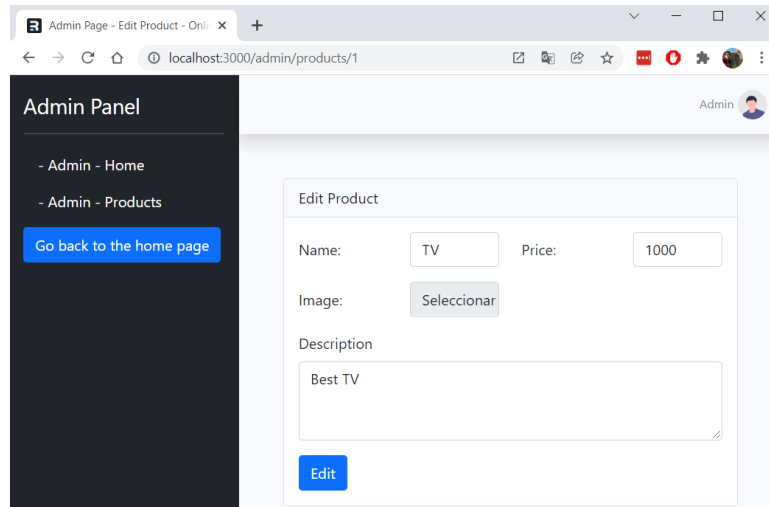 Admin Page - Edit Product - Onli
localhost:3000/admin/products/1
Admin Panel
Admin
- Admin - Home
- Admin - Products
Go back to the home page
Edit Product
Name: TV Price: 1000
Image: Seleccionar
Description
Best TV
Edit